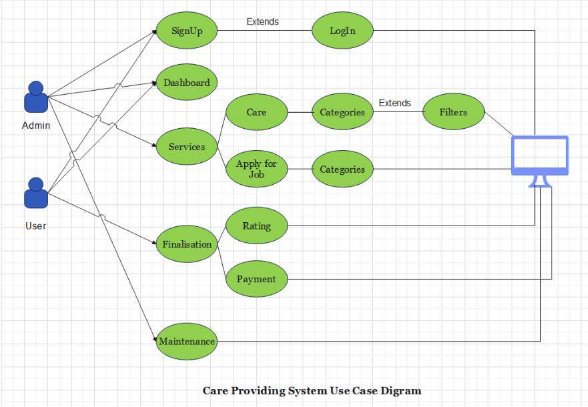 SignUp
Extends
LogIn
Dashboard
Admin
Care
Categories
Extends
Filters
Services
Apply for
Job
Categories
User
Rating
Finalisation
Payment
Maintenance
Care Providing System Use Case Digram